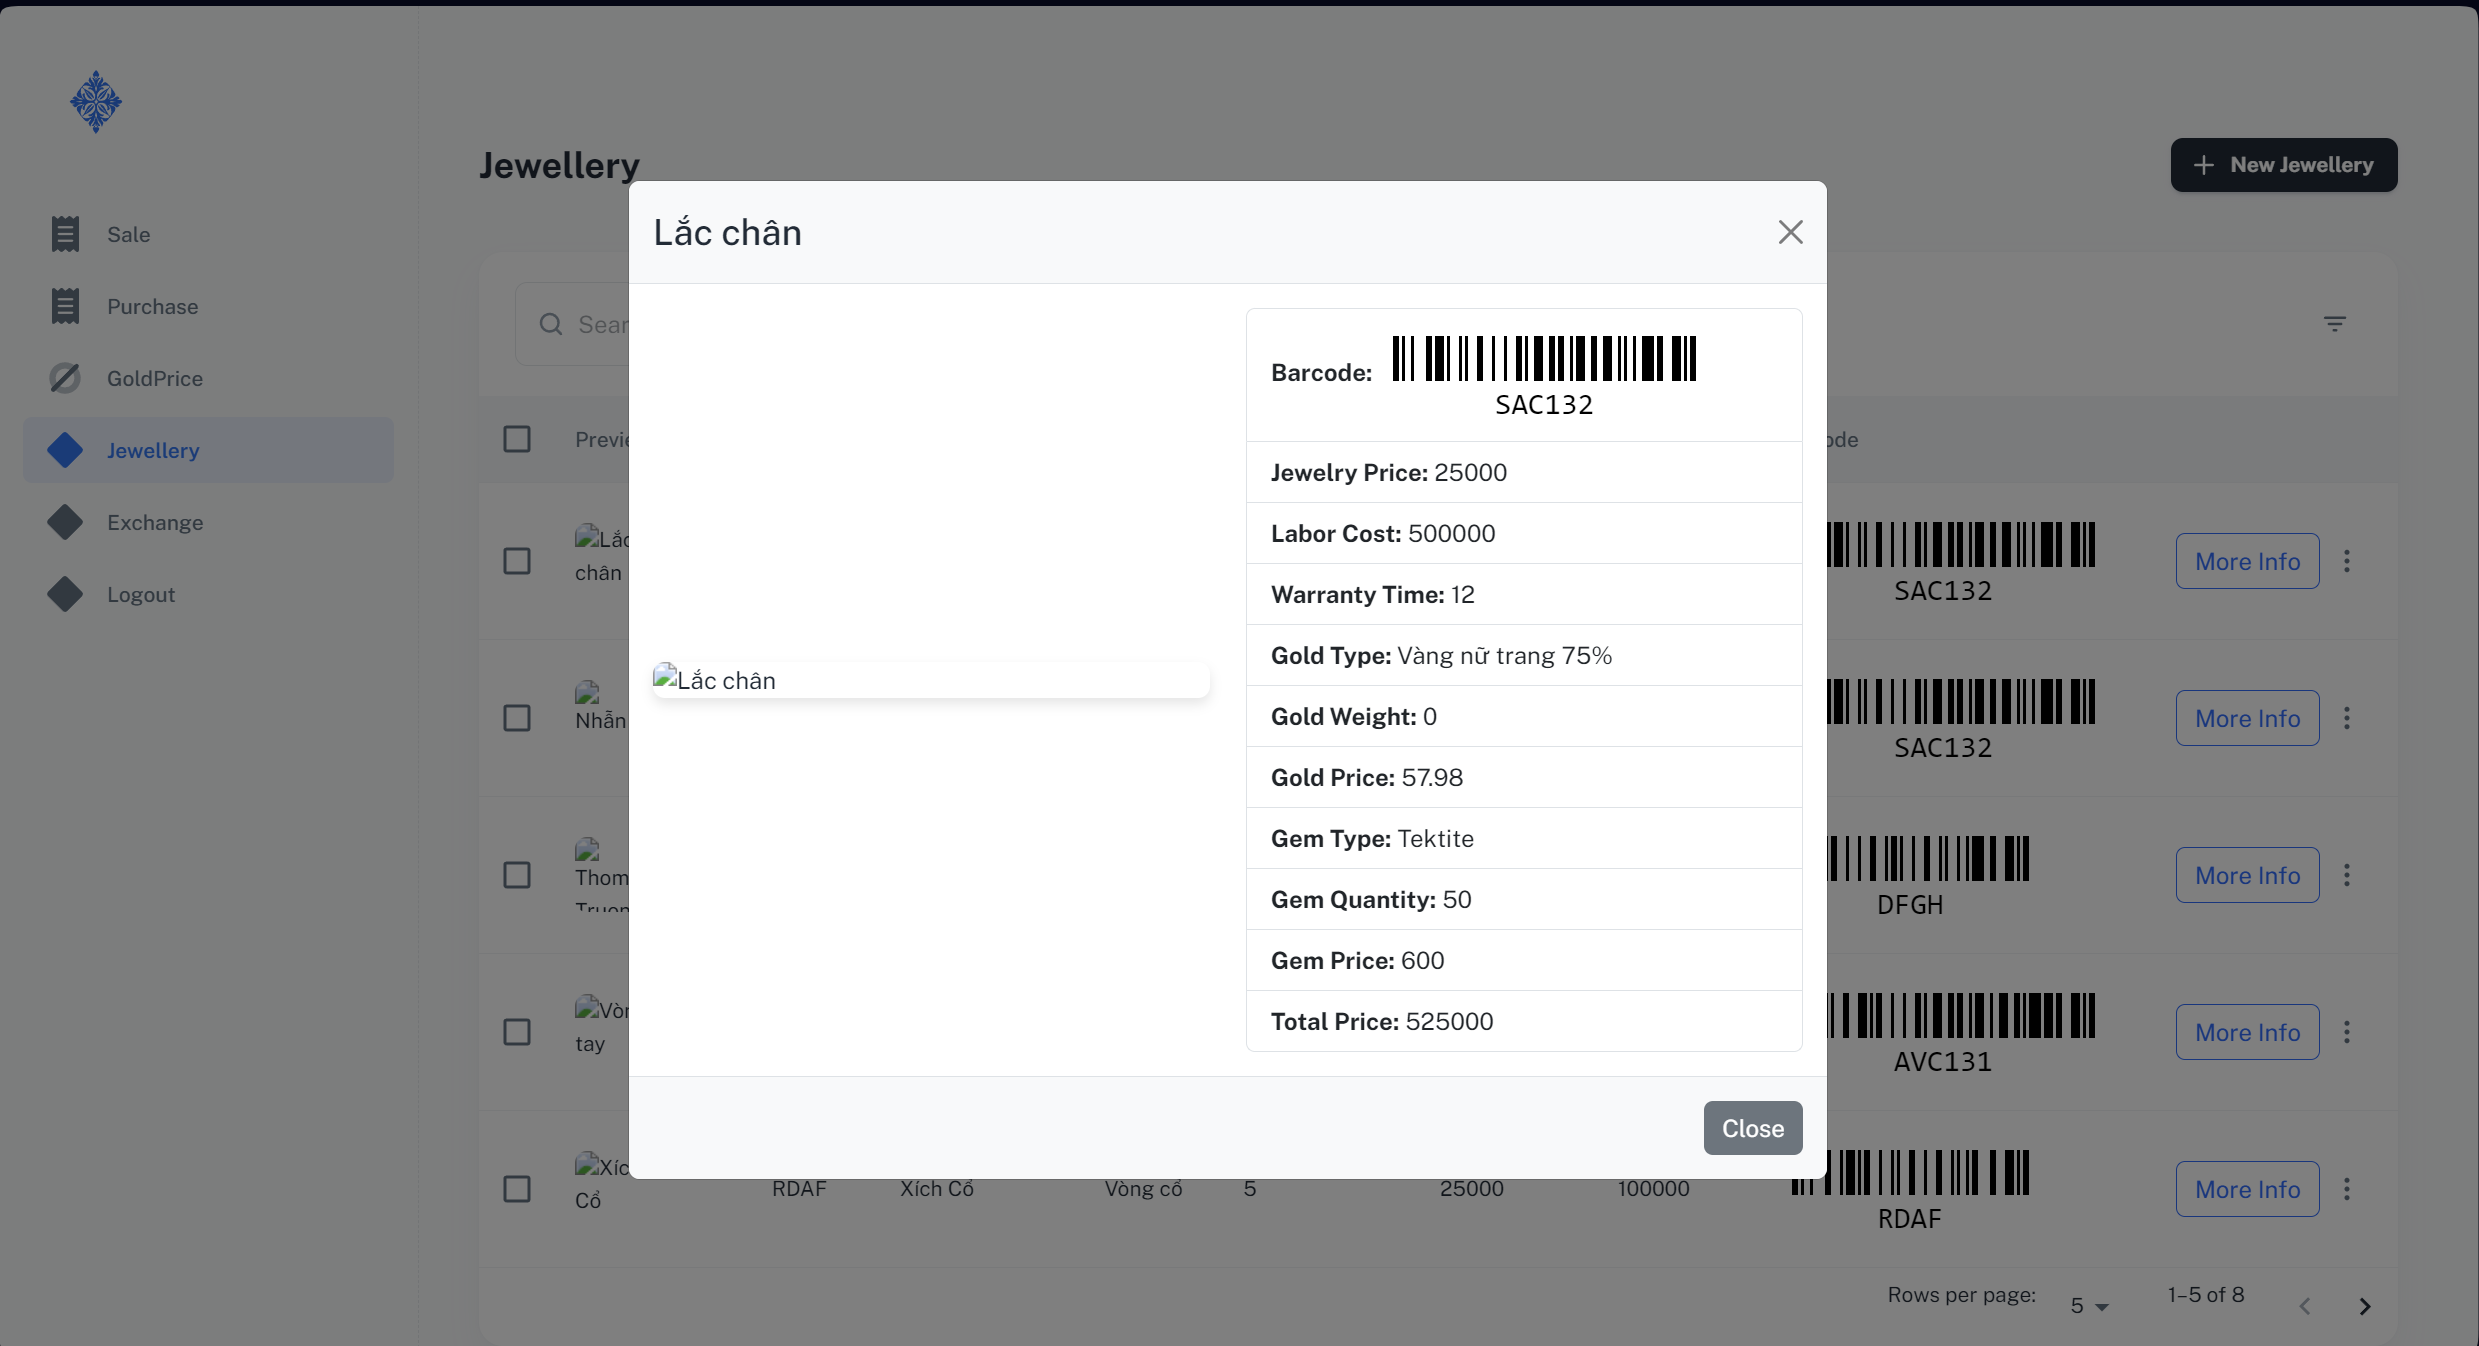 Jewellery
New Jewellery
Sale
Purchase
GoldPrice
Jewellery
Exchange
Logout
Lắc chân
Lắc chân
Barcode:
SAC132
Jewelry Price: 25000
Labor Cost: 500000
Warranty Time: 12
Gold Type: Vàng nữ trang 75%
Gold Weight: 0
Gold Price: 57.98
Gem Type: Tektite
Gem Quantity: 50
Gem Price: 600
Total Price: 525000
Close
chân
SAC132
More Info
Nhẫn
SAC132
More Info
DFGH
More Info
tay
AVC131
More Info
Cổ
RDAF
Xích Cổ
Vòng cổ
5
25000
100000
RDAF
More Info
Rows per page:
5
1–5 of 8